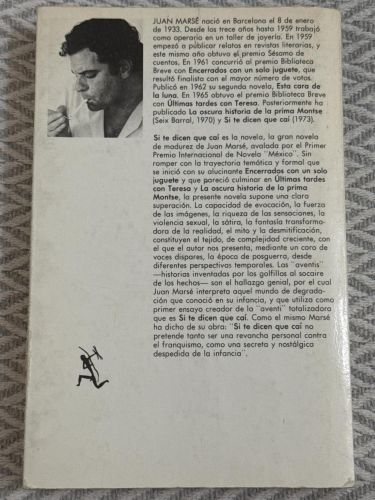 JUAN MARSÉ nació en Barcelona el 8 de enero
de 1933. Desde los trece años hasta 1959 trabajó
como operario en un taller de joyería. En 1959
empezó a publicar relatos en revistas literarias, y
este mismo año obtuvo el premio Sésamo de
cuentos. En 1961 concurrió al premio Biblioteca
Breve con Encerrados con un solo juguete, que
resultó finalista con el mayor número de votos.
Publicó en 1962 su segunda novela, Esta cara de
la luna. En 1965 obtuvo el premio Biblioteca Breve
con Últimas tardes con Teresa. Posteriormente ha
publicado La oscura historia de la prima Montse
(Seix Barral, 1970) y Si te dicen que caí (1973).
Si te dicen que caí es la novela, la gran novela
de madurez de Juan Marsé, avalada por el Primer
Premio Internacional de Novela "México". Sin
romper con la trayectoria temática y formal que
se inició con su alucinante Encerrados con un solo
juguete y que pareció culminar en Últimas tardes
con Teresa y La oscura historia de la prima
Montse, la presente novela supone una clara
superación. La capacidad de evocación, la fuerza
de las imágenes, la riqueza de las sensaciones, la
violencia sexual, la sátira, la fantasía transforma-
dora de la realidad, el mito y la desmitificación,
constituyen el tejido, de complejidad creciente, con
el que el autor nos presenta, mediante un coro de
voces dispares, la época de posguerra, desde
diferentes perspectivas temporales. Las "aventis"
—historias inventadas por los golfillos al socaire
de los hechos— son el hallazgo genial, por el cual
Juan Marsé interpreta aquel mundo de degrada-
ción que conoció en su infancia, y que utiliza como
primer ensayo creador de la "aventi" totalizadora
que es Si te dicen que caí. Como el mismo Marsé
ha dicho de su obra: "Si te dicen que caí no
pretende tanto ser una revancha personal contra
el franquismo, como una secreta y nostálgica
despedida de la infancia".